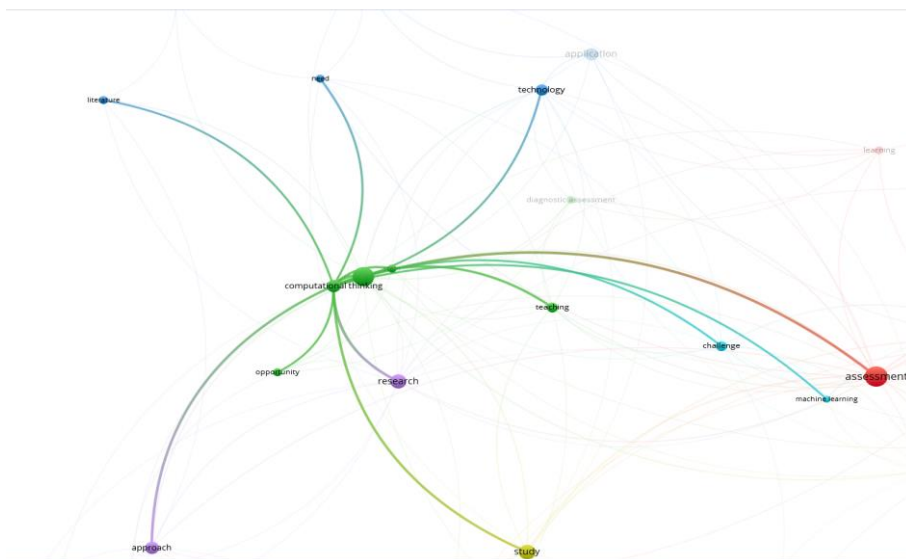 application
need
technology
literature
learning
diagnostic assessment
computational thinking
teaching
challenge
opportunity
research
assessment
machine learning
approach
study